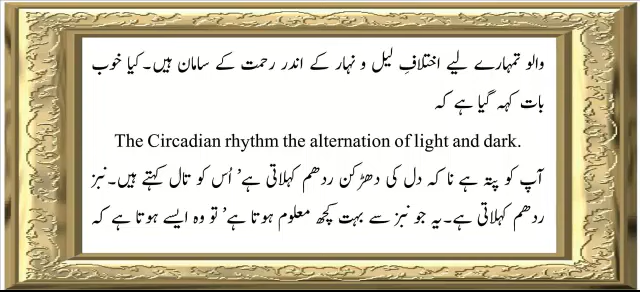 والو تمہارے لیے اختلافِ لیل و نہار کے اندر رحمت کے سامان ہیں۔ کیا خوب
بات کہہ گیا ہے کہ
The Circadian rhythm the alternation of light and dark.
آپ کو پتہ ہے نا کہ دل کی دھڑکن ردھم کہلاتی ہے’ اُس کو تال کہتے ہیں۔ نبز
ردھم کہلاتی ہے۔ یہ جو نبز سے بہت کچھ معلوم ہوتا ہے’ تو وہ ایسے ہوتا ہے کہ